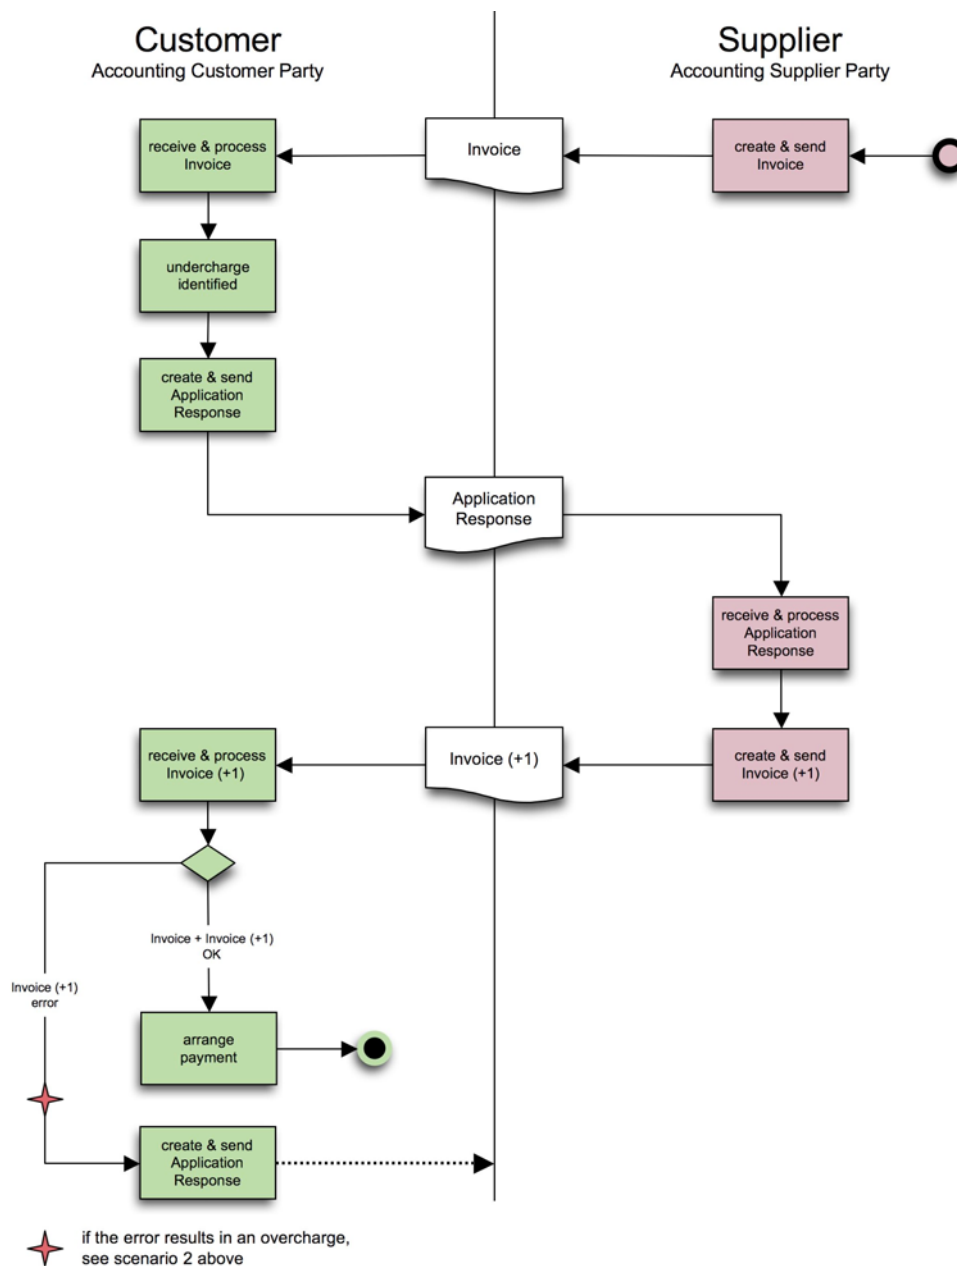 Customer
Accounting Customer Party
Supplier
Accounting Supplier Party
receive & process
Invoice
Invoice
create & send
Invoice
undercharge
identified
create & send
Application
Response
Application
Response
receive & process
Application
Response
receive & process
Invoice (+1)
Invoice (+1)
create & send
Invoice (+1)
Invoice + Invoice (+1)
OK
Invoice (+1)
error
arrange
payment
create & send
Application
Response
if the error results in an overcharge,
see scenario 2 above